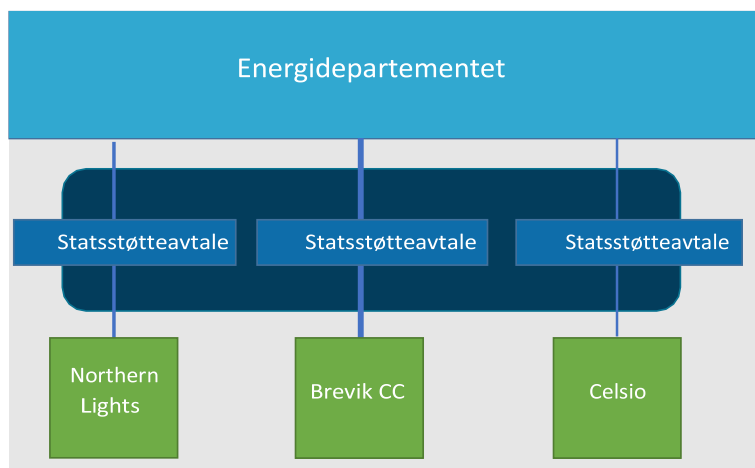 Energidepartementet
Statsstøtteavtale
Statsstøtteavtale
Statsstøtteavtale
Northern
Lights
Brevik CC
Celsio